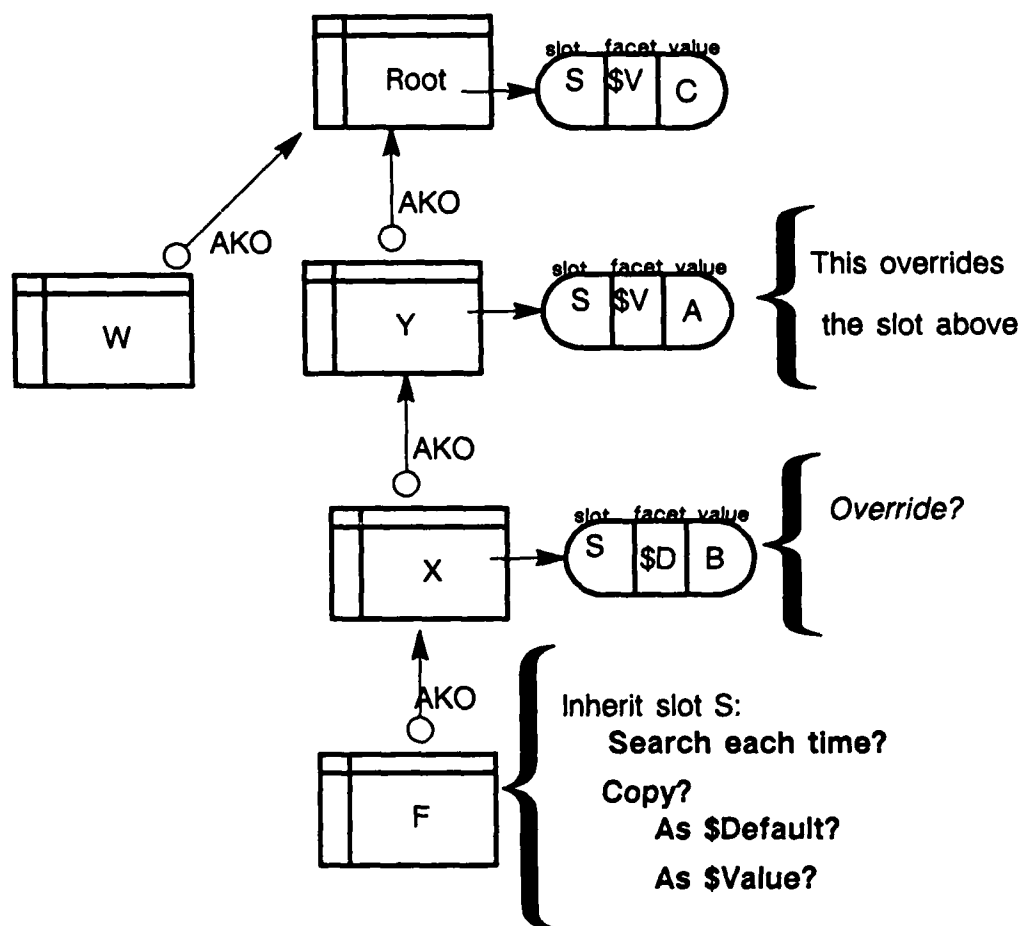 slot facet value
Root
S $V C
AKO
AKO
slot facet value
W
Y
S $V A
This overrides
the slot above
AKO
slot facet value
X
S $D B
Override?
AKO
F
Inherit slot S:
Search each time?
Copy?
As $Default?
As $Value?